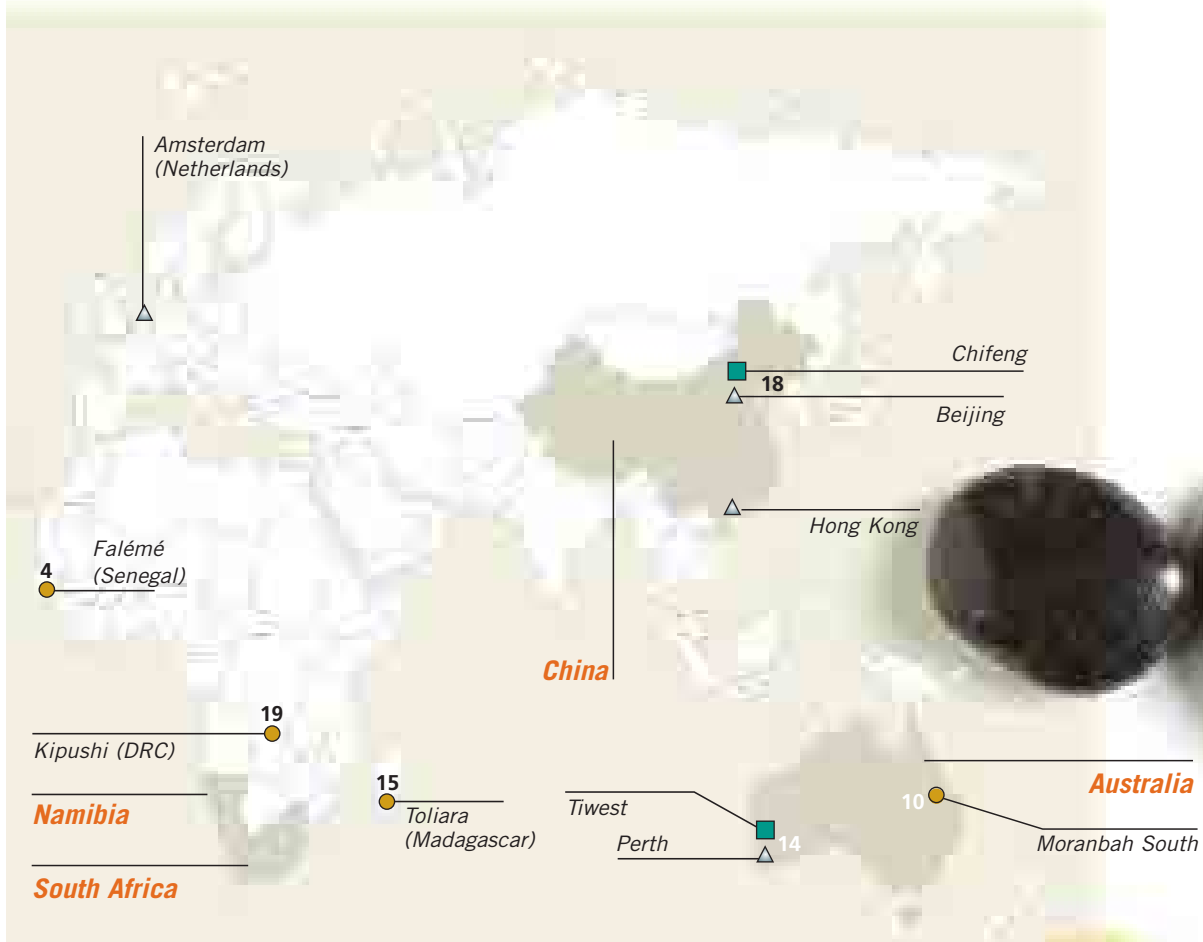 Amsterdam
(Netherlands)
Chifeng
18
Beijing
Hong Kong
Falémé
(Senegal)
4
China
19
Kipushi (DRC)
15
Toliara
(Madagascar)
Namibia
South Africa
Tiwest
Perth
14
10
Australia
Moranbah South